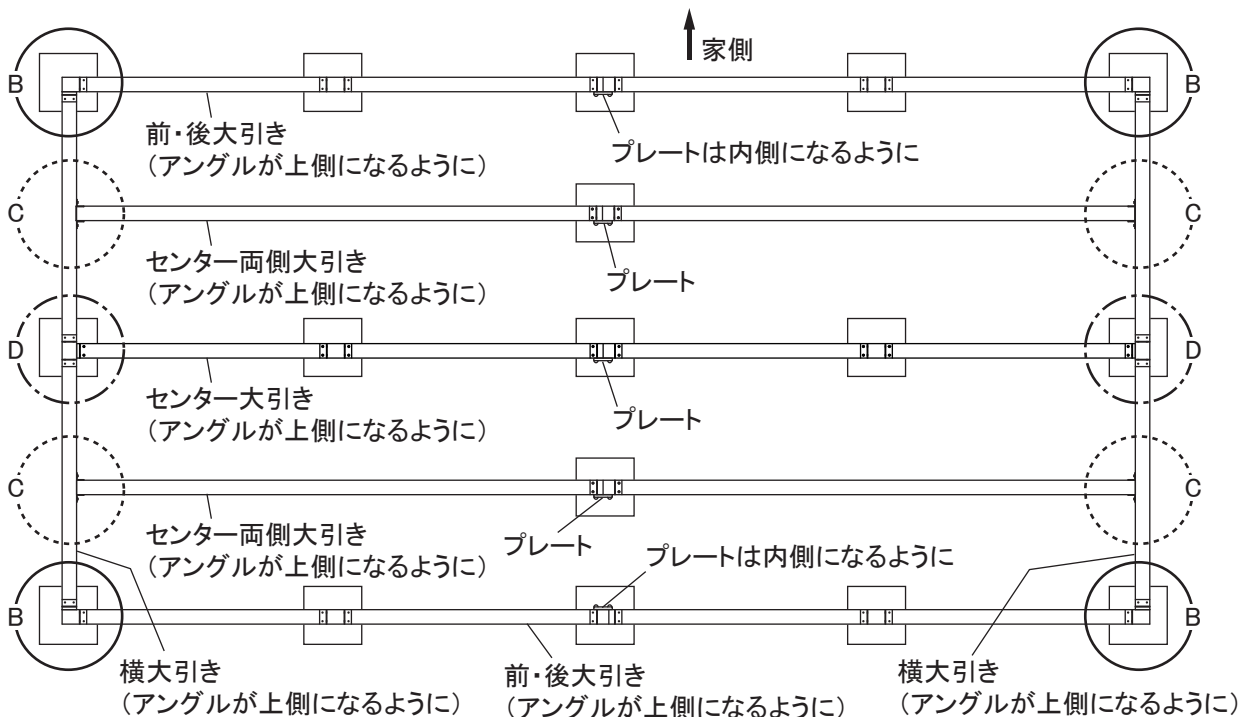 家側
B
B
前・後大引き
(アングルが上側になるように)
プレートは内側になるように
C
C
センター両側大引き
(アングルが上側になるように)
プレート
D
D
センター大引き
(アングルが上側になるように)
プレート
C
C
センター両側大引き
(アングルが上側になるように)
プレート
プレートは内側になるように
B
B
横大引き
(アングルが上側になるように)
前・後大引き
(アングルが上側になるように)
横大引き
(アングルが上側になるように)